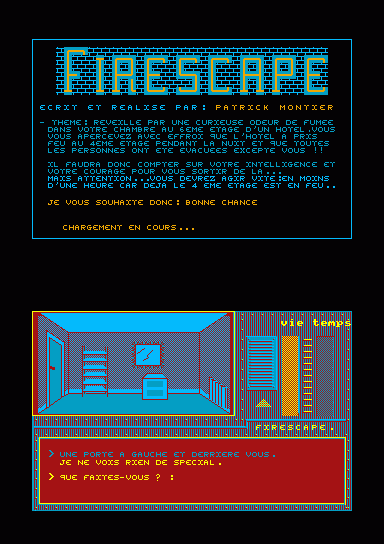 FIRESCAPE
ECRIT ET REALISE PAR: PATRICK MONTIER
- THEME: REVEILLE PAR UNE CURIEUSE ODEUR DE FUMEE
DANS VOTRE CHAMBRE AU 6EME ETAGE D'UN HOTEL.VOUS
VOUS APERCEVEZ AVEC EFFROI QUE L'HOTEL A PRIS
FEU AU 4EME ETAGE PENDANT LA NUIT ET QUE TOUTES
LES PERSONNES ONT ETE EVACUEES EXCEPTE VOUS !!
IL FAUDRA DONC COMPTER SUR VOTRE INTELLIGENCE ET
VOTRE COURAGE POUR VOUS SORTIR DE LA...
MAIS ATTENTION...VOUS DEVREZ AGIR VITE:EN MOINS
D'UNE HEURE CAR DEJA LE 4 EME ETAGE EST EN FEU..
JE VOUS SOUHAITE DONC: BONNE CHANCE
CHARGEMENT EN COURS...
vie temps
FIRESCAPE.
> UNE PORTE A GAUCHE ET DERRIERE VOUS.
JE NE VOIS RIEN DE SPECIAL.
> QUE FAITES-VOUS ? :